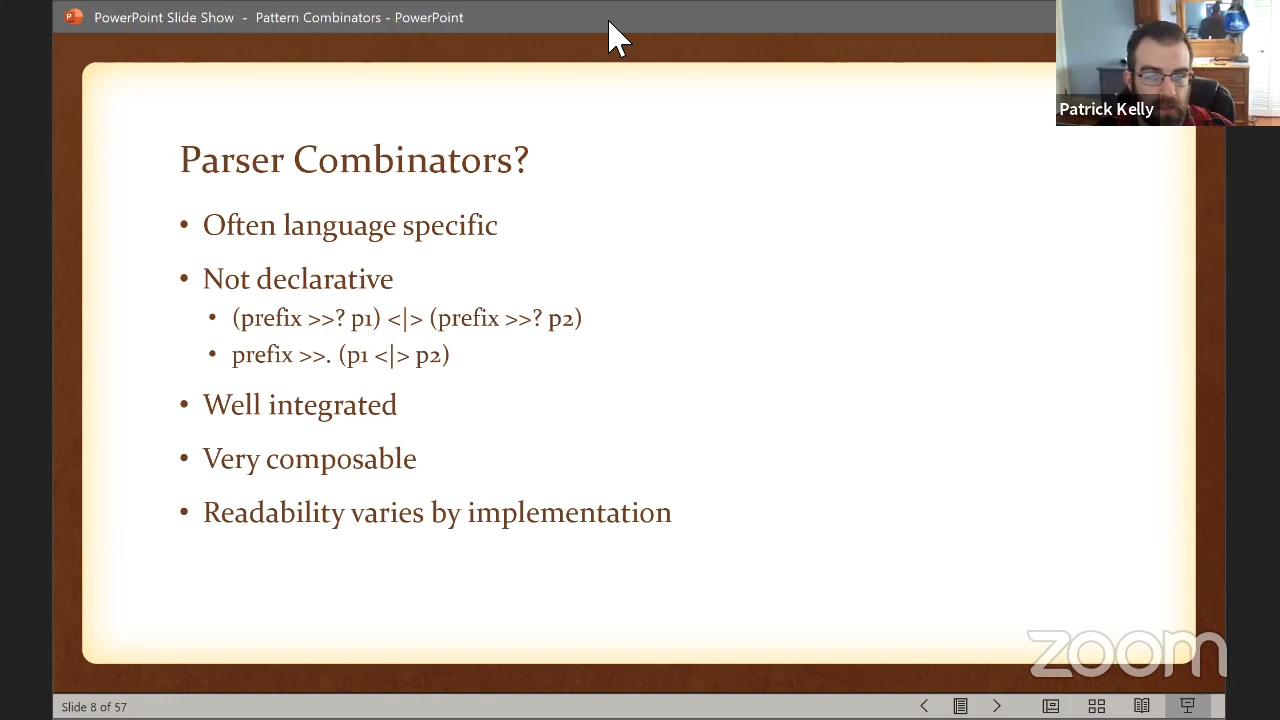 PowerPoint Slide Show - Pattern Combinators - PowerPoint
Patrick Kelly
Parser Combinators?
• Often language specific
• Not declarative
• (prefix >>? p1) <|> (prefix >>? p2)
• prefix >>. (p1 <|> p2)
• Well integrated
• Very composable
• Readability varies by implementation
zoom
Slide 8 of 57